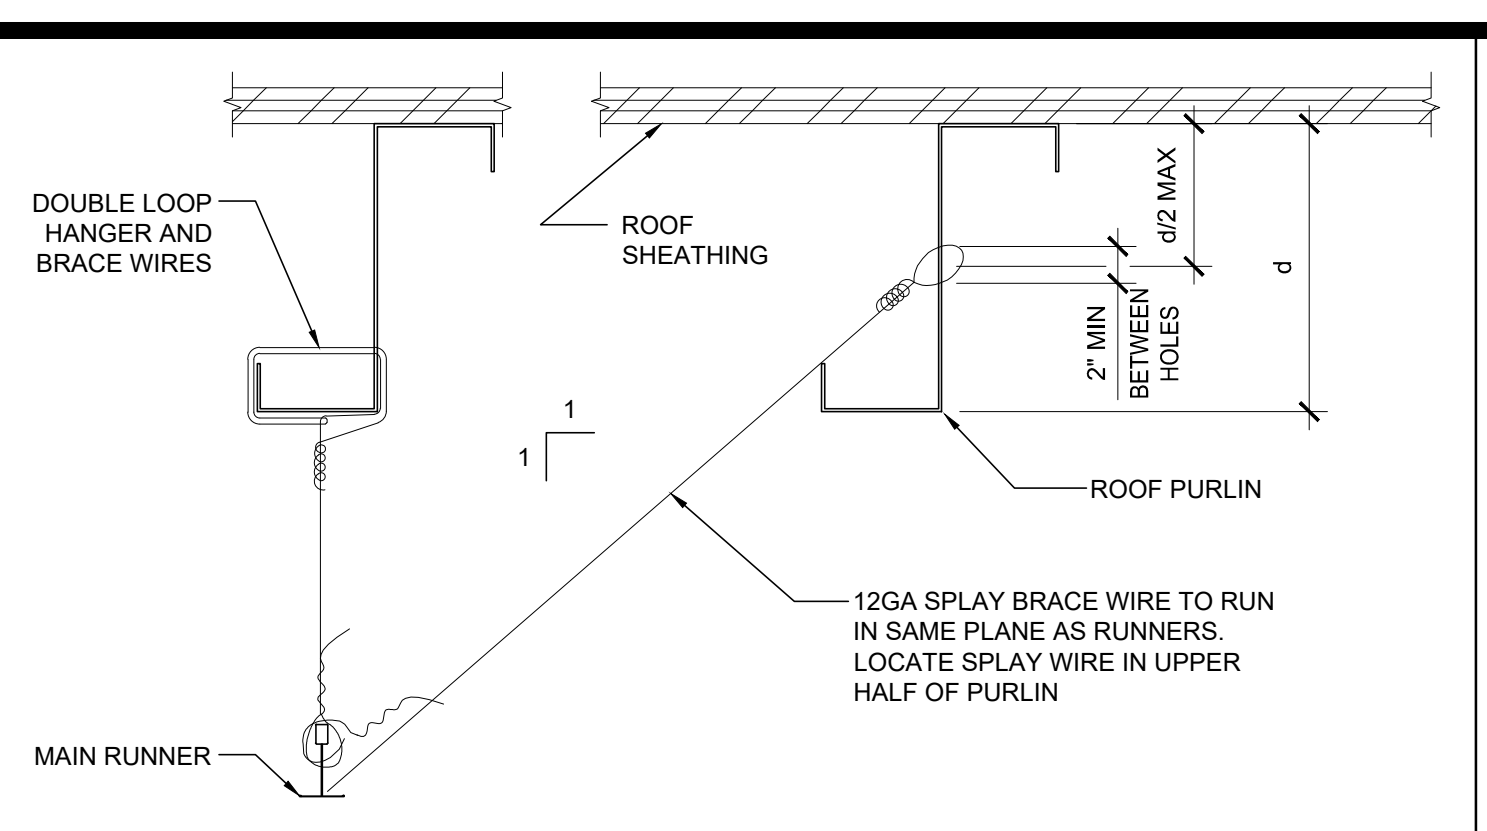 DOUBLE LOOP
HANGER AND
BRACE WIRES
ROOF
SHEATHING
d/2 MAX
d
2" MIN
BETWEEN
HOLES
1
1
ROOF PURLIN
12GA SPLAY BRACE WIRE TO RUN
IN SAME PLANE AS RUNNERS.
LOCATE SPLAY WIRE IN UPPER
HALF OF PURLIN
MAIN RUNNER